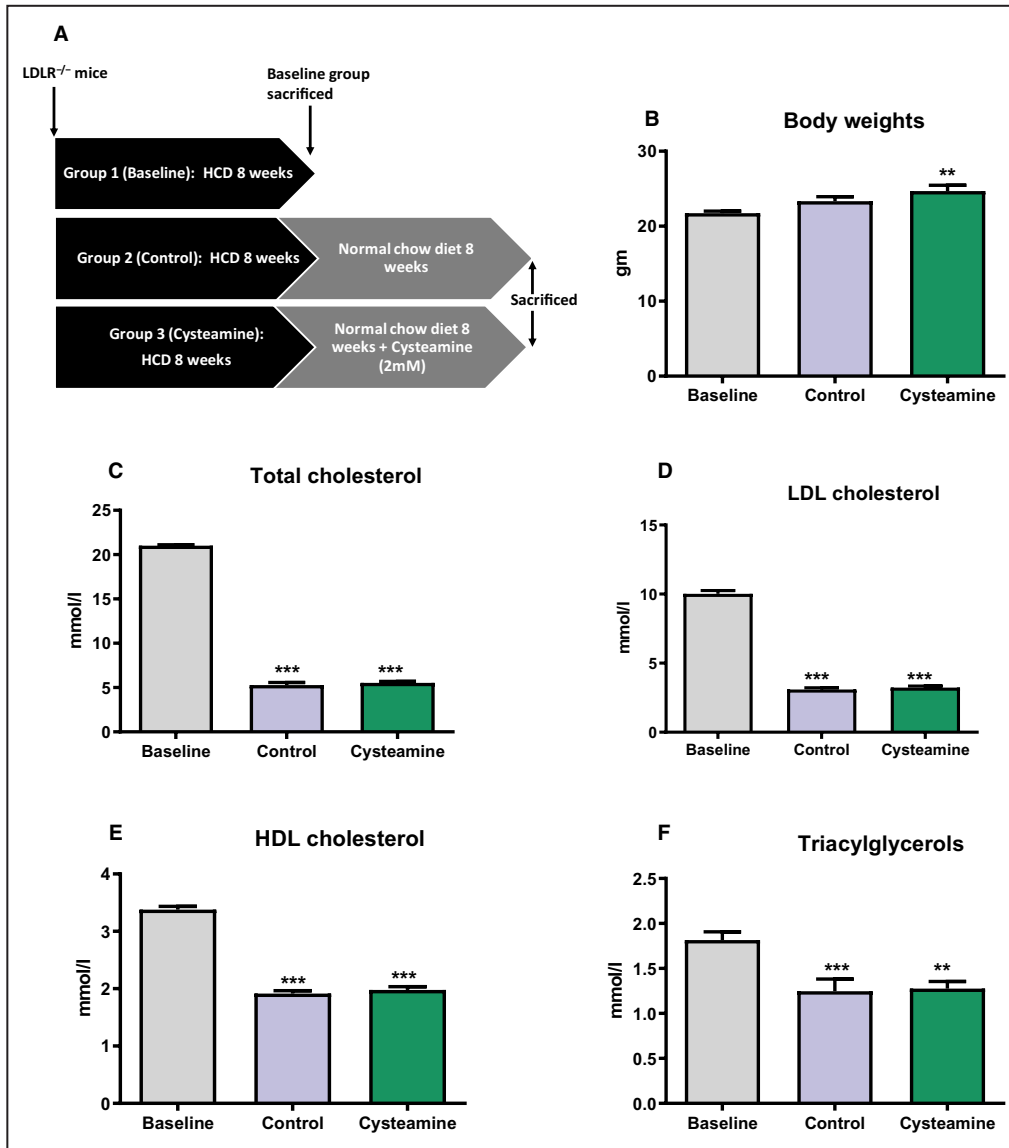 A
LDLR−/− mice
Baseline group
sacrificed
Group 1 (Baseline): HCD 8 weeks
Group 2 (Control): HCD 8 weeks
Normal chow diet 8
weeks
Sacrificed
Group 3 (Cysteamine):
HCD 8 weeks
Normal chow diet 8
weeks + Cysteamine
(2mM)
B
Body weights
**
30
20
10
0
gm
Baseline Control Cysteamine
C
Total cholesterol
25
20
15
10
5
0
mmol/l
*** ***
Baseline Control Cysteamine
D
LDL cholesterol
15
10
5
0
mmol/l
*** ***
Baseline Control Cysteamine
E
HDL cholesterol
4
3
2
1
0
mmol/l
*** ***
Baseline Control Cysteamine
F
Triacylglycerols
2.5
2.0
1.5
1.0
0.5
0.0
mmol/l
*** **
Baseline Control Cysteamine